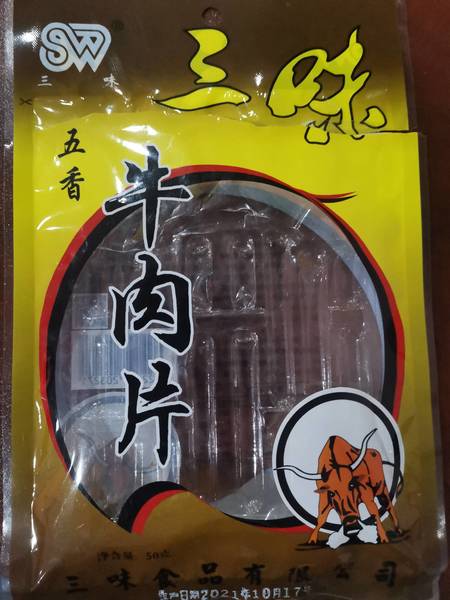 SW
三味
三味
五香
牛肉片
净含量：50克
三味食品有限公司
生产日期2021年10月17号